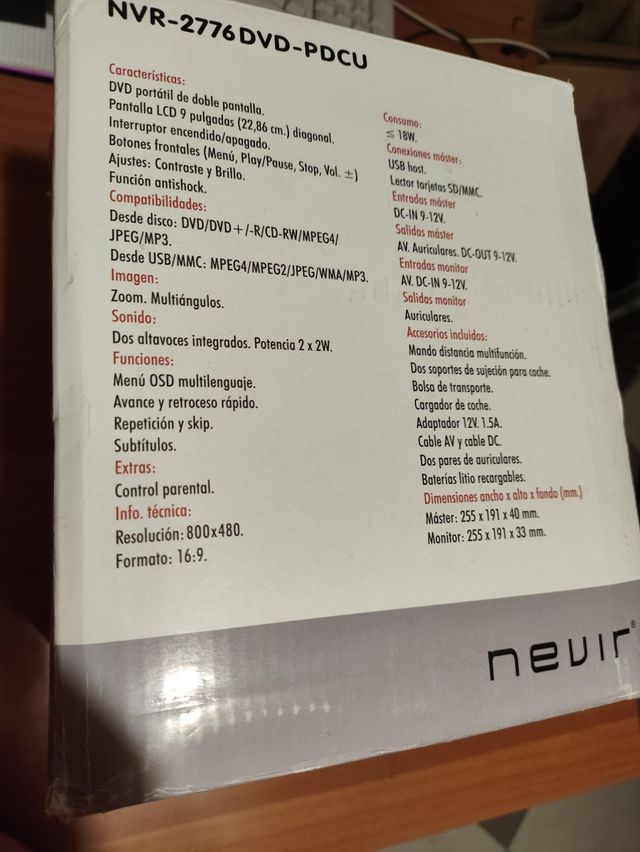 NVR-2776DVD-PDCU
Características:
DVD portátil de doble pantalla.
Pantalla LCD 9 pulgadas (22,86 cm.) diagonal.
Interruptor encendido/apagado.
Botones frontales (Menú, Play/Pause, Stop, Vol. ±)
Ajustes: Contraste y Brillo.
Función antishock.
Compatibilidades:
Desde disco: DVD/DVD+/-R/CD-RW/MPEG4/
JPEG/MP3.
Desde USB/MMC: MPEG4/MPEG2/JPEG/WMA/MP3.
Imagen:
Zoom. Multiángulos.
Sonido:
Dos altavoces integrados. Potencia 2 x 2W.
Funciones:
Menú OSD multilenguaje.
Avance y retroceso rápido.
Repetición y skip.
Subtítulos.
Extras:
Control parental.
Info. técnica:
Resolución: 800x480.
Formato: 16:9.
Consumo:
≤ 18W.
Conexiones máster:
USB host.
Lector tarjetas SD/MMC.
Entradas máster
DC-IN 9-12V.
Salidas máster
AV. Auriculares. DC-OUT 9-12V.
Entradas monitor
AV. DC-IN 9-12V.
Salidas monitor
Auriculares.
Accesorios incluidos:
Mando distancia multifunción.
Dos soportes de sujeción para coche.
Bolsa de transporte.
Cargador de coche.
Adaptador 12V. 1.5A.
Cable AV y cable DC.
Dos pares de auriculares.
Baterías litio recargables.
Dimensiones ancho x alto x fondo (mm.)
Máster: 255 x 191 x 40 mm.
Monitor: 255 x 191 x 33 mm.
nevir®